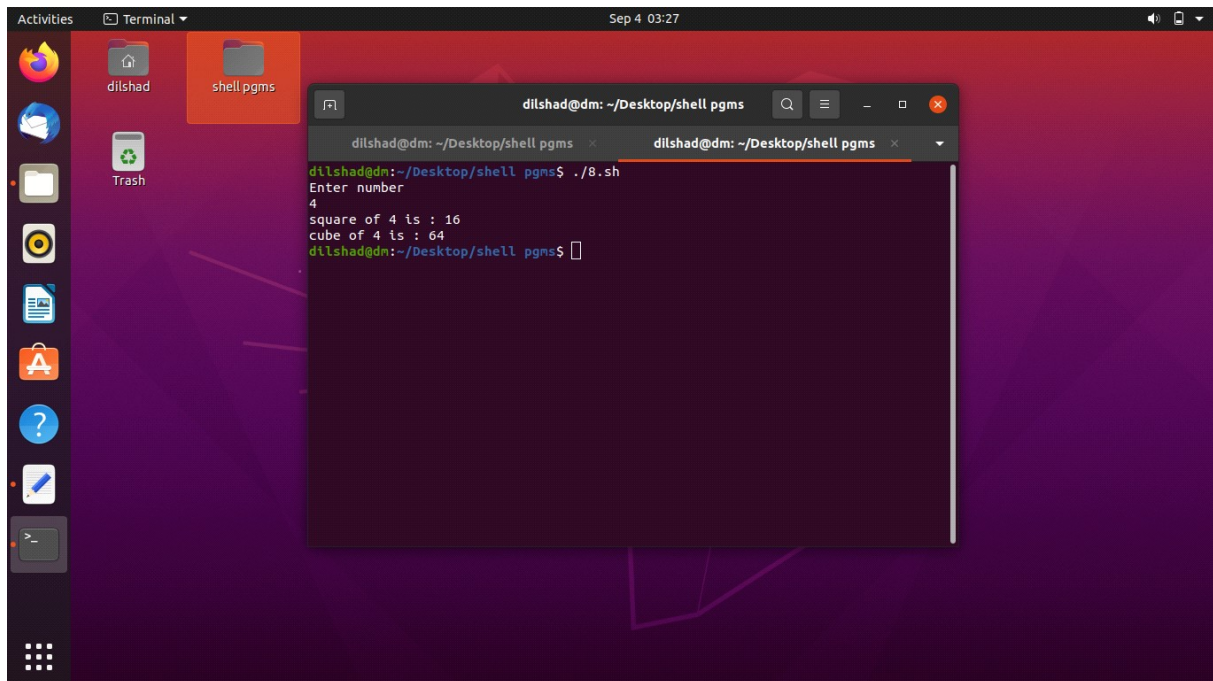 Activities
Terminal
Sep 4 03:27
dilshad
shell pgms
Trash
dilshad@dm: ~/Desktop/shell pgms
dilshad@dm: ~/Desktop/shell pgms
dilshad@dm: ~/Desktop/shell pgms
dilshad@dm:~/Desktop/shell pgms$ ./8.sh
Enter number
4
square of 4 is : 16
cube of 4 is : 64
dilshad@dm:~/Desktop/shell pgms$